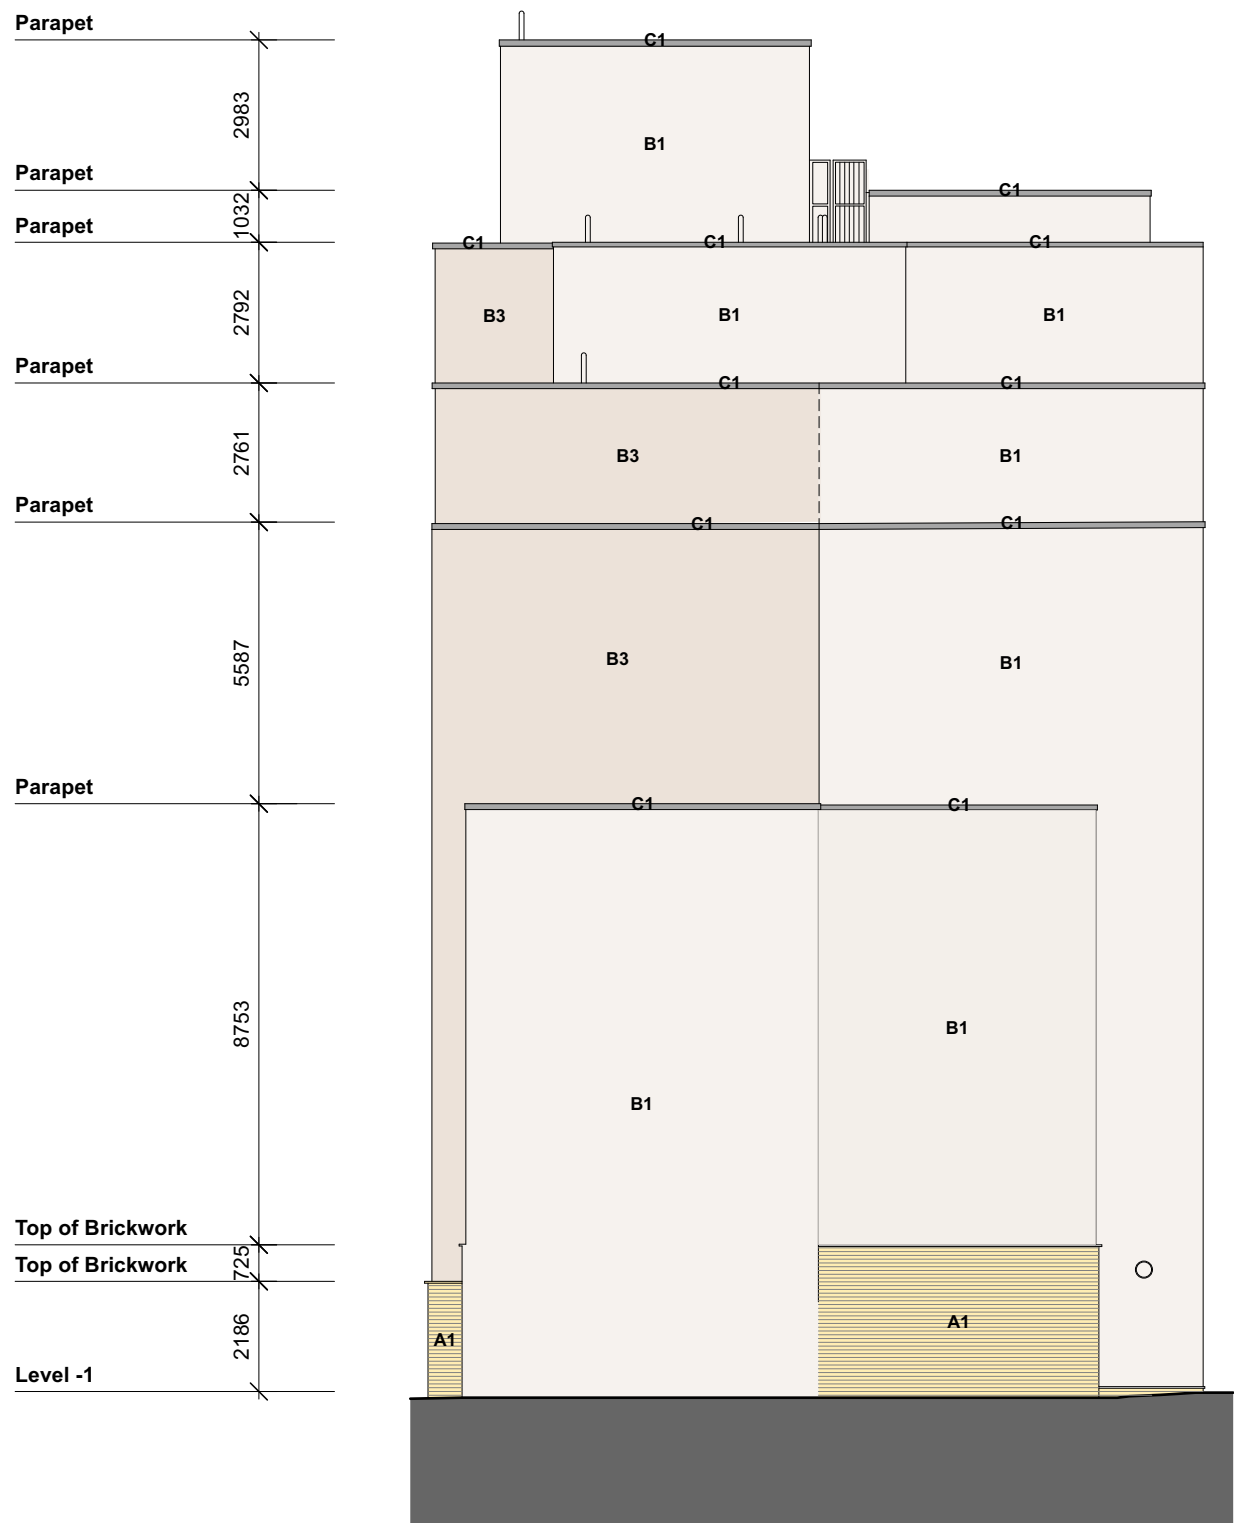 Parapet
C1
2983
B1
Parapet
C1
1032
Parapet
C1
C1
C1
2792
B3
B1
B1
Parapet
C1
C1
2761
B3
B1
Parapet
C1
C1
5587
B3
B1
Parapet
C1
C1
8753
B1
B1
Top of Brickwork
725
Top of Brickwork
2186
A1
A1
Level -1